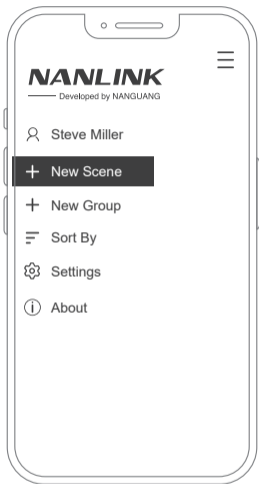 NANLINK
Developed by NANGUANG
Steve Miller
New Scene
New Group
Sort By
Settings
About